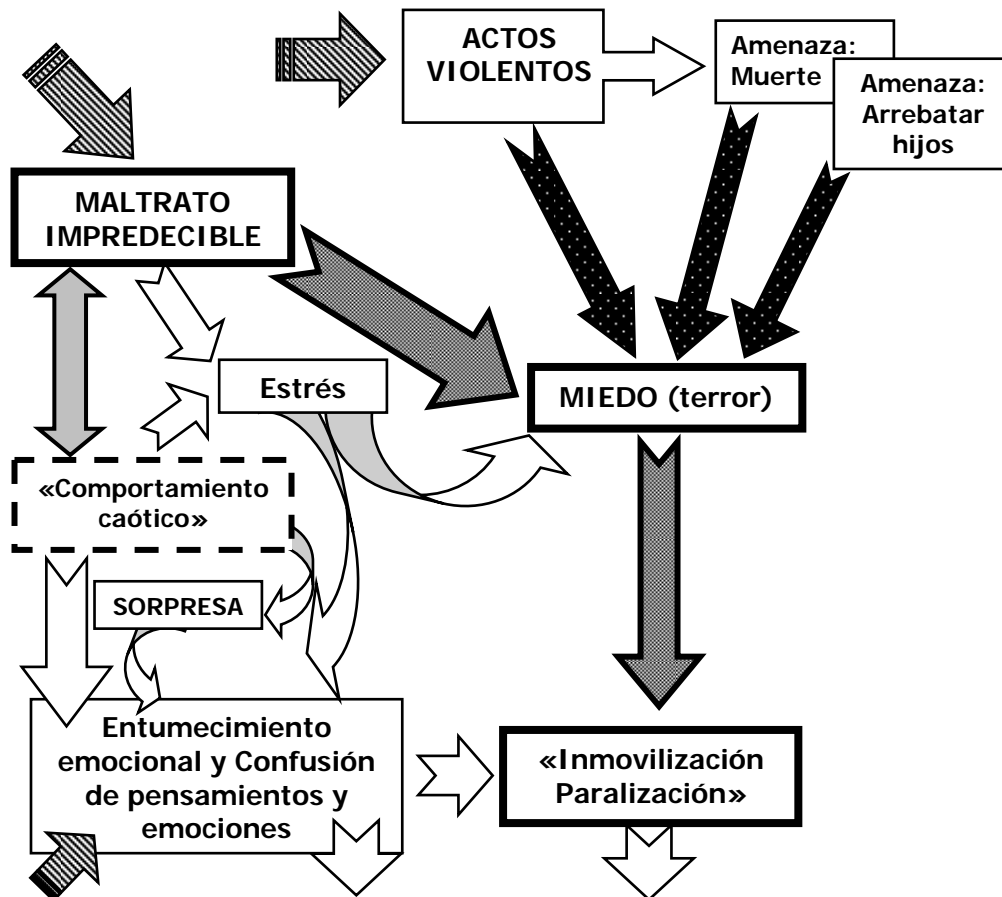 ACTOS
VIOLENTOS
Amenaza:
Muerte
Amenaza:
Arrebatar
hijos
MALTRATO
IMPREDECIBLE
Estrés
MIEDO (terror)
«Comportamiento
caótico»
SORPRESA
Entumecimiento
emocional y Confusión
de pensamientos y
emociones
«Inmovilización
Paralización»